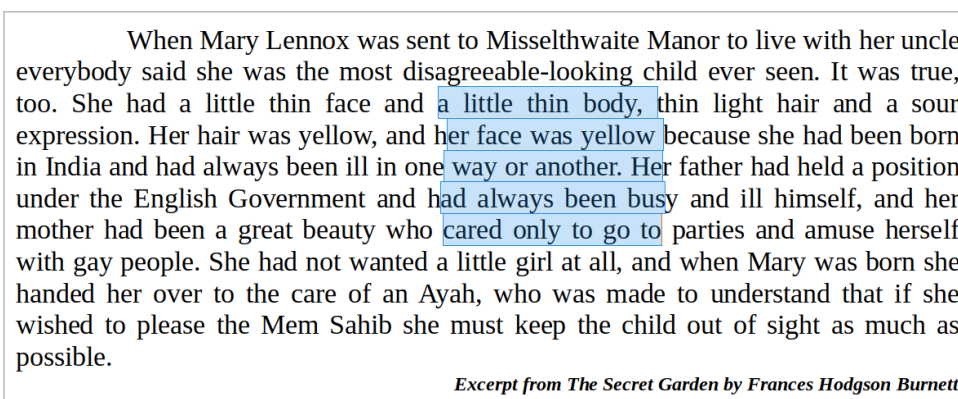 When Mary Lennox was sent to Misselthwaite Manor to live with her uncle
everybody said she was the most disagreeable-looking child ever seen. It was true,
too. She had a little thin face and a little thin body, thin light hair and a sour
expression. Her hair was yellow, and her face was yellow because she had been born
in India and had always been ill in one way or another. Her father had held a position
under the English Government and had always been busy and ill himself, and her
mother had been a great beauty who cared only to go to parties and amuse herself
with gay people. She had not wanted a little girl at all, and when Mary was born she
handed her over to the care of an Ayah, who was made to understand that if she
wished to please the Mem Sahib she must keep the child out of sight as much as
possible.
Excerpt from The Secret Garden by Frances Hodgson Burnett